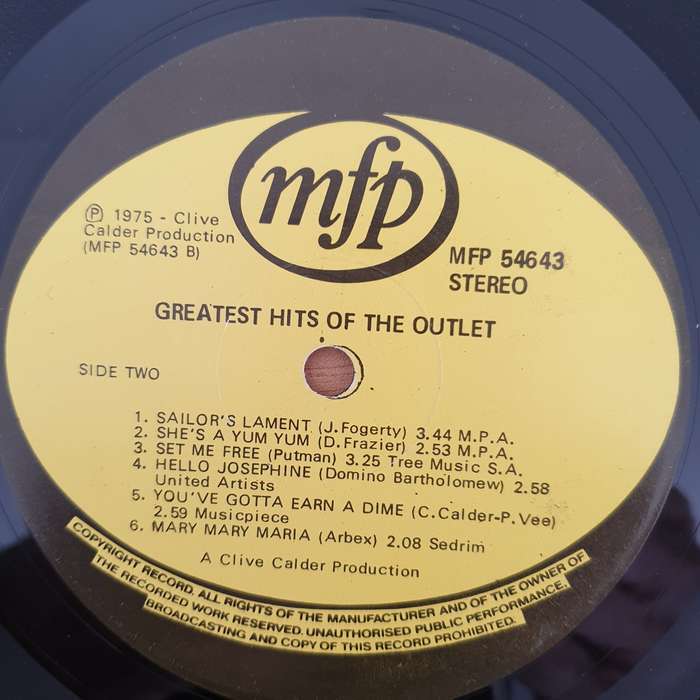 mfp
Ⓟ 1975 - Clive
Calder Production
(MFP 54643 B)
MFP 54643
STEREO
GREATEST HITS OF THE OUTLET
SIDE TWO
1. SAILOR'S LAMENT (J.Fogerty) 3.44 M.P.A.
2. SHE'S A YUM YUM (D.Frazier) 2.53 M.P.A.
3. SET ME FREE (Putman) 3.25 Tree Music S.A.
4. HELLO JOSEPHINE (Domino Bartholomew) 2.58
United Artists
5. YOU'VE GOTTA EARN A DIME (C.Calder-P.Vee)
2.59 Musicpiece
6. MARY MARY MARIA (Arbex) 2.08 Sedrim
A Clive Calder Production
COPYRIGHT RECORD. ALL RIGHTS OF THE MANUFACTURER AND OF THE OWNER OF
THE RECORDED WORK RESERVED. UNAUTHORISED PUBLIC PERFORMANCE,
BROADCASTING AND COPY OF THIS RECORD PROHIBITED.